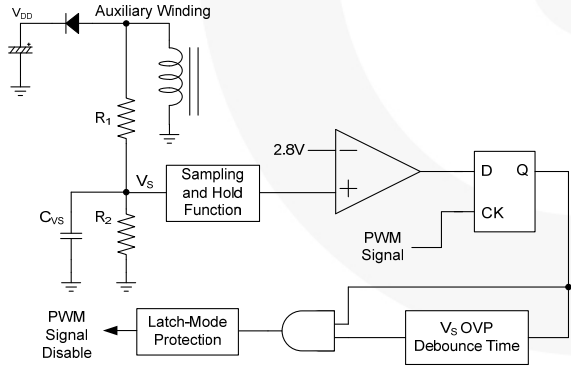 Auxiliary Winding
VDD
R1
2.8V
VS
Sampling
and Hold
Function
D Q
CK
CVS
R2
PWM
Signal
PWM
Signal
Disable
Latch-Mode
Protection
VS OVP
Debounce Time